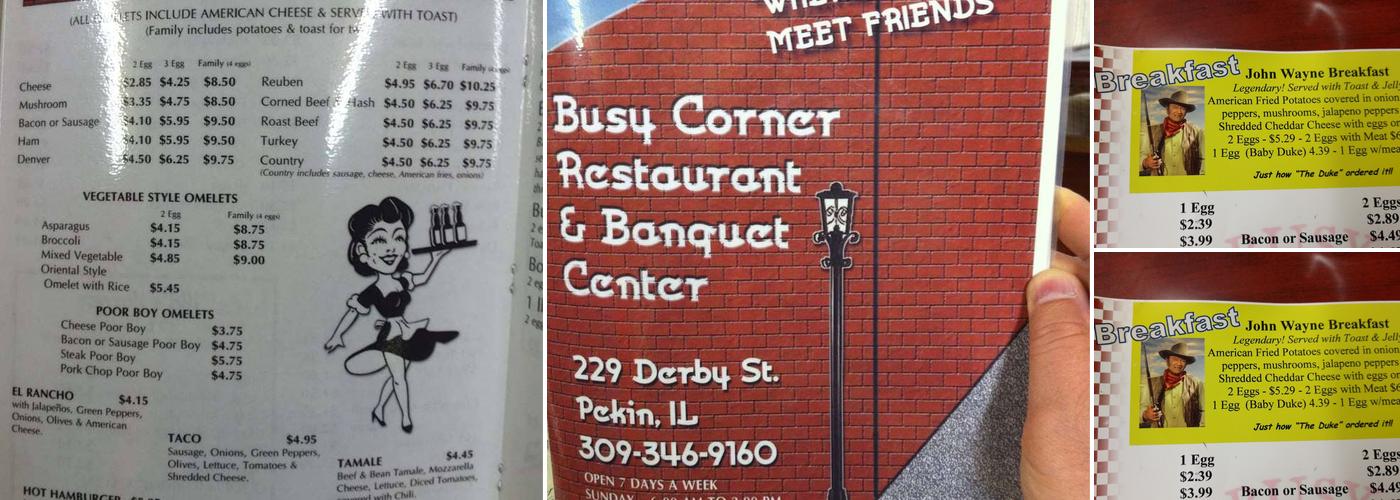 (ALL INCLUDE AMERICAN CHEESE & SERVE WITH TOAST)
(Family includes potatoes & toast for
2 Egg 3 Egg Family (4 eggs)
Cheese $2.85 $4.25 $8.50
Mushroom $3.35 $4.75 $8.50
Bacon or Sausage $4.10 $5.95 $9.50
Ham $4.10 $5.95 $9.50
Denver $4.50 $6.25 $9.75
2 Egg 3 Egg Family
Reuben $4.95 $6.70 $10.25
Corned Beef Hash $4.50 $6.25 $9.75
Roast Beef $4.50 $6.25 $9.75
Turkey $4.50 $6.25 $9.75
Country $4.50 $6.25 $9.75
(Country includes sausage, cheese, American fries, onions)
VEGETABLE STYLE OMELETS
2 Egg Family (4 eggs)
Asparagus $4.15 $8.75
Broccoli $4.15 $8.75
Mixed Vegetable $4.85 $9.00
Oriental Style
Omelet with Rice $5.45
POOR BOY OMELETS
Cheese Poor Boy $3.75
Bacon or Sausage Poor Boy $4.75
Steak Poor Boy $5.75
Pork Chop Poor Boy $4.75
EL RANCHO $4.15
with Jalapeños, Green Peppers,
Onions, Olives & American
Cheese.
TACO $4.95
Sausage, Onions, Green Peppers,
Olives, Lettuce, Tomatoes &
Shredded Cheese.
TAMALE $4.45
Beef & Bean Tamale, Mozzarella
Cheese, Lettuce, Diced Tomatoes,
with Chili.
HOT HAMBURGER
MEET FRIENDS
Busy Corner
Restaurant
& Banquet
Center
229 Derby St.
Pekin, IL
309-346-9160
OPEN 7 DAYS A WEEK
SUNDAY
Breakfast
John Wayne Breakfast
Legendary! Served with Toast & Jelly
American Fried Potatoes covered in onion
peppers, mushrooms, jalapeno peppers
Shredded Cheddar Cheese with eggs or
2 Eggs - $5.29 - 2 Eggs with Meat $6
1 Egg (Baby Duke) 4.39 - 1 Egg w/mea
Just how "The Duke" ordered it!!
1 Egg 2 Eggs
$2.39 $2.89
$3.99 Bacon or Sausage $4.49
Breakfast
John Wayne Breakfast
Legendary! Served with Toast & Jelly
American Fried Potatoes covered in onion
peppers, mushrooms, jalapeno peppers
Shredded Cheddar Cheese with eggs or
2 Eggs - $5.29 - 2 Eggs with Meat $6
1 Egg (Baby Duke) 4.39 - 1 Egg w/mea
Just how "The Duke" ordered it!!
1 Egg 2 Eggs
$2.39 $2.89
$3.99 Bacon or Sausage $4.49